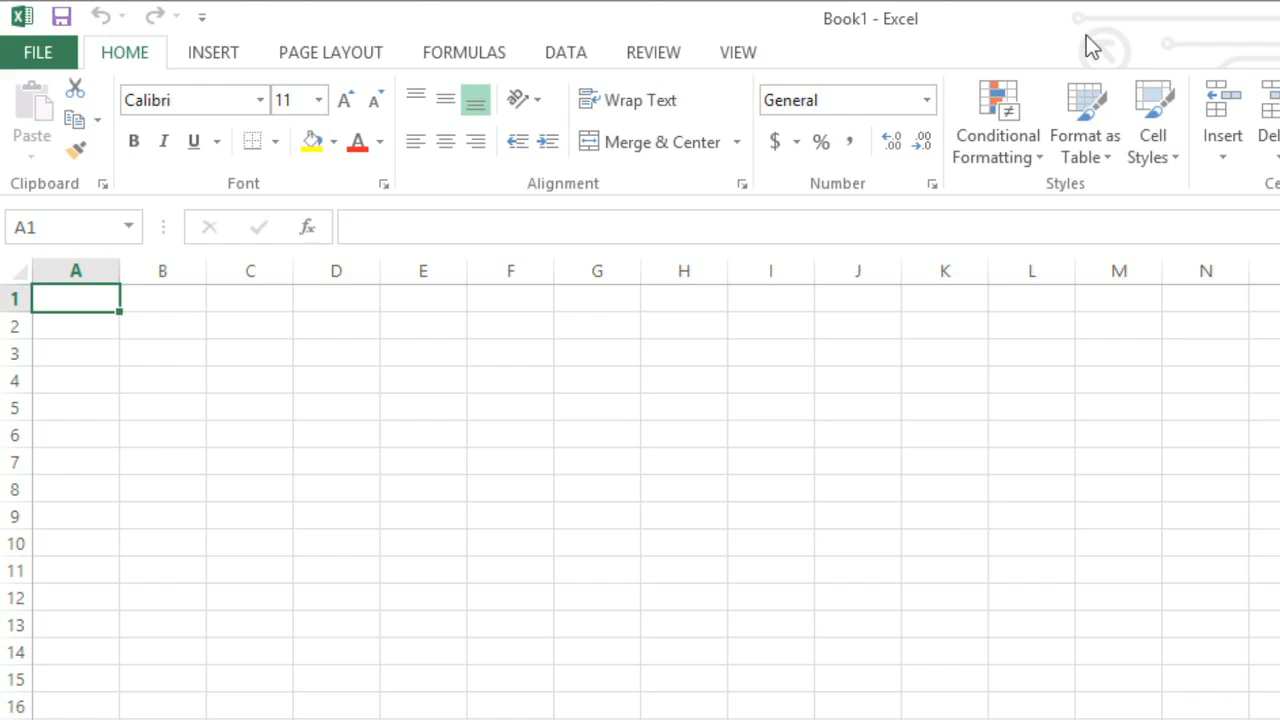 Book1 - Excel
FILE HOME INSERT PAGE LAYOUT FORMULAS DATA REVIEW VIEW
Calibri 11 Wrap Text General
Paste B I U Merge & Center $ % , Conditional Formatting Format as Table Cell Styles Insert
Clipboard Font Alignment Number Styles
A1 fx
A B C D E F G H I J K L M N
1
2
3
4
5
6
7
8
9
10
11
12
13
14
15
16